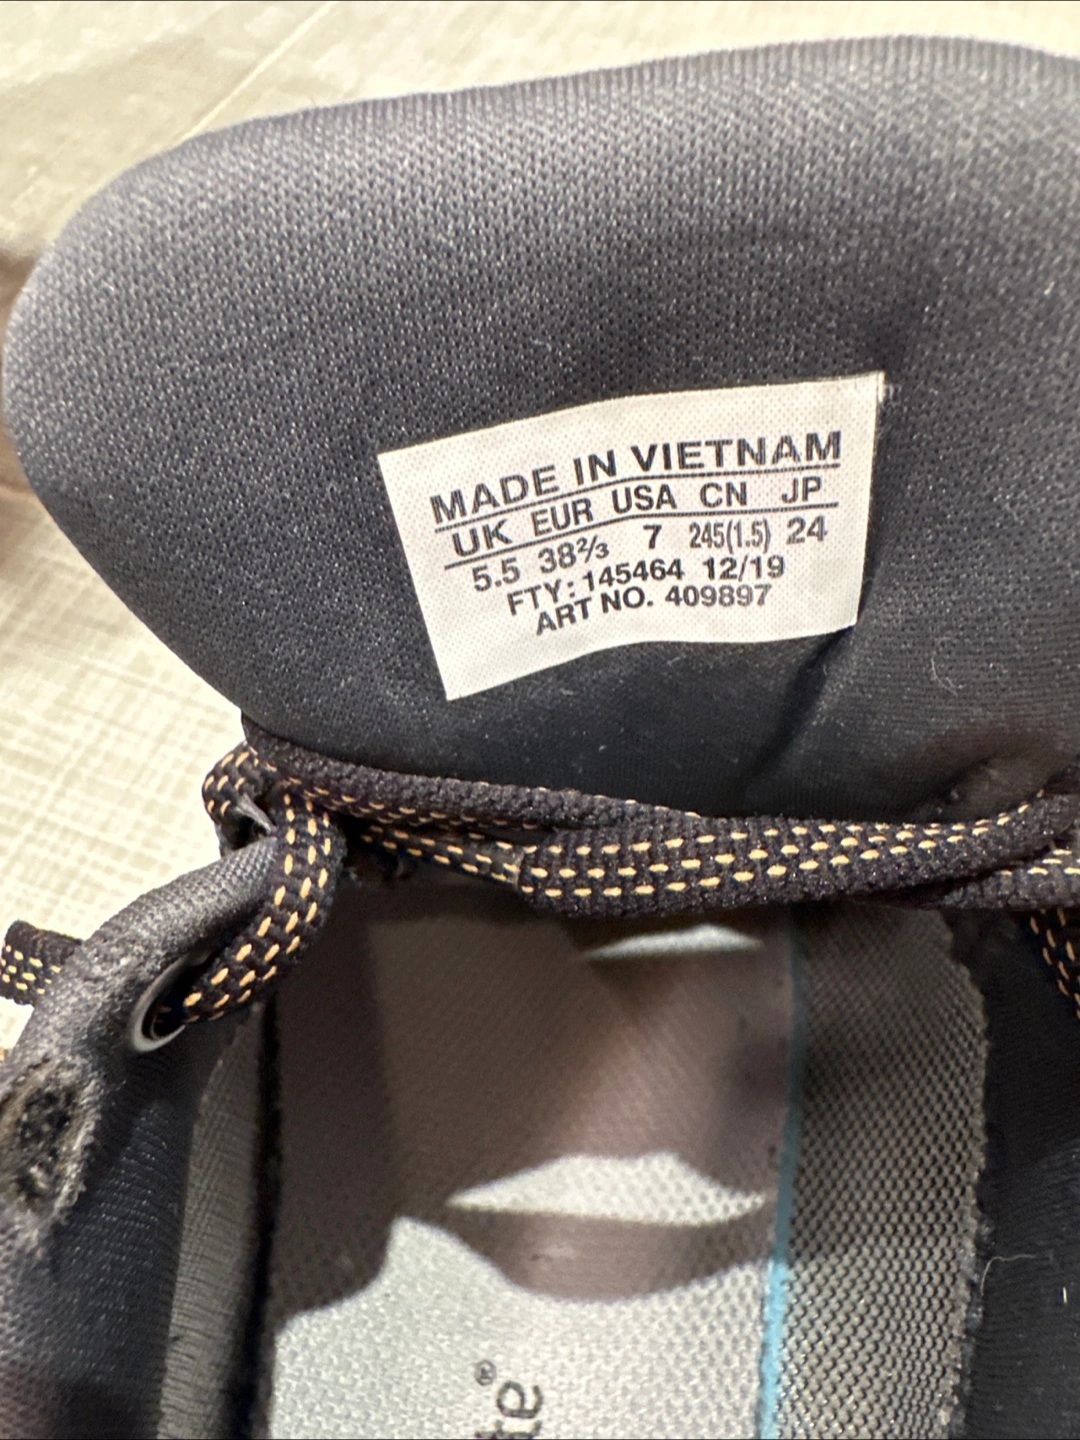 MADE IN VIETNAM
UK EUR USA CN JP
5.5 38⅔ 7 245(1.5) 24
FTY: 145464 12/19
ART NO. 409897
®